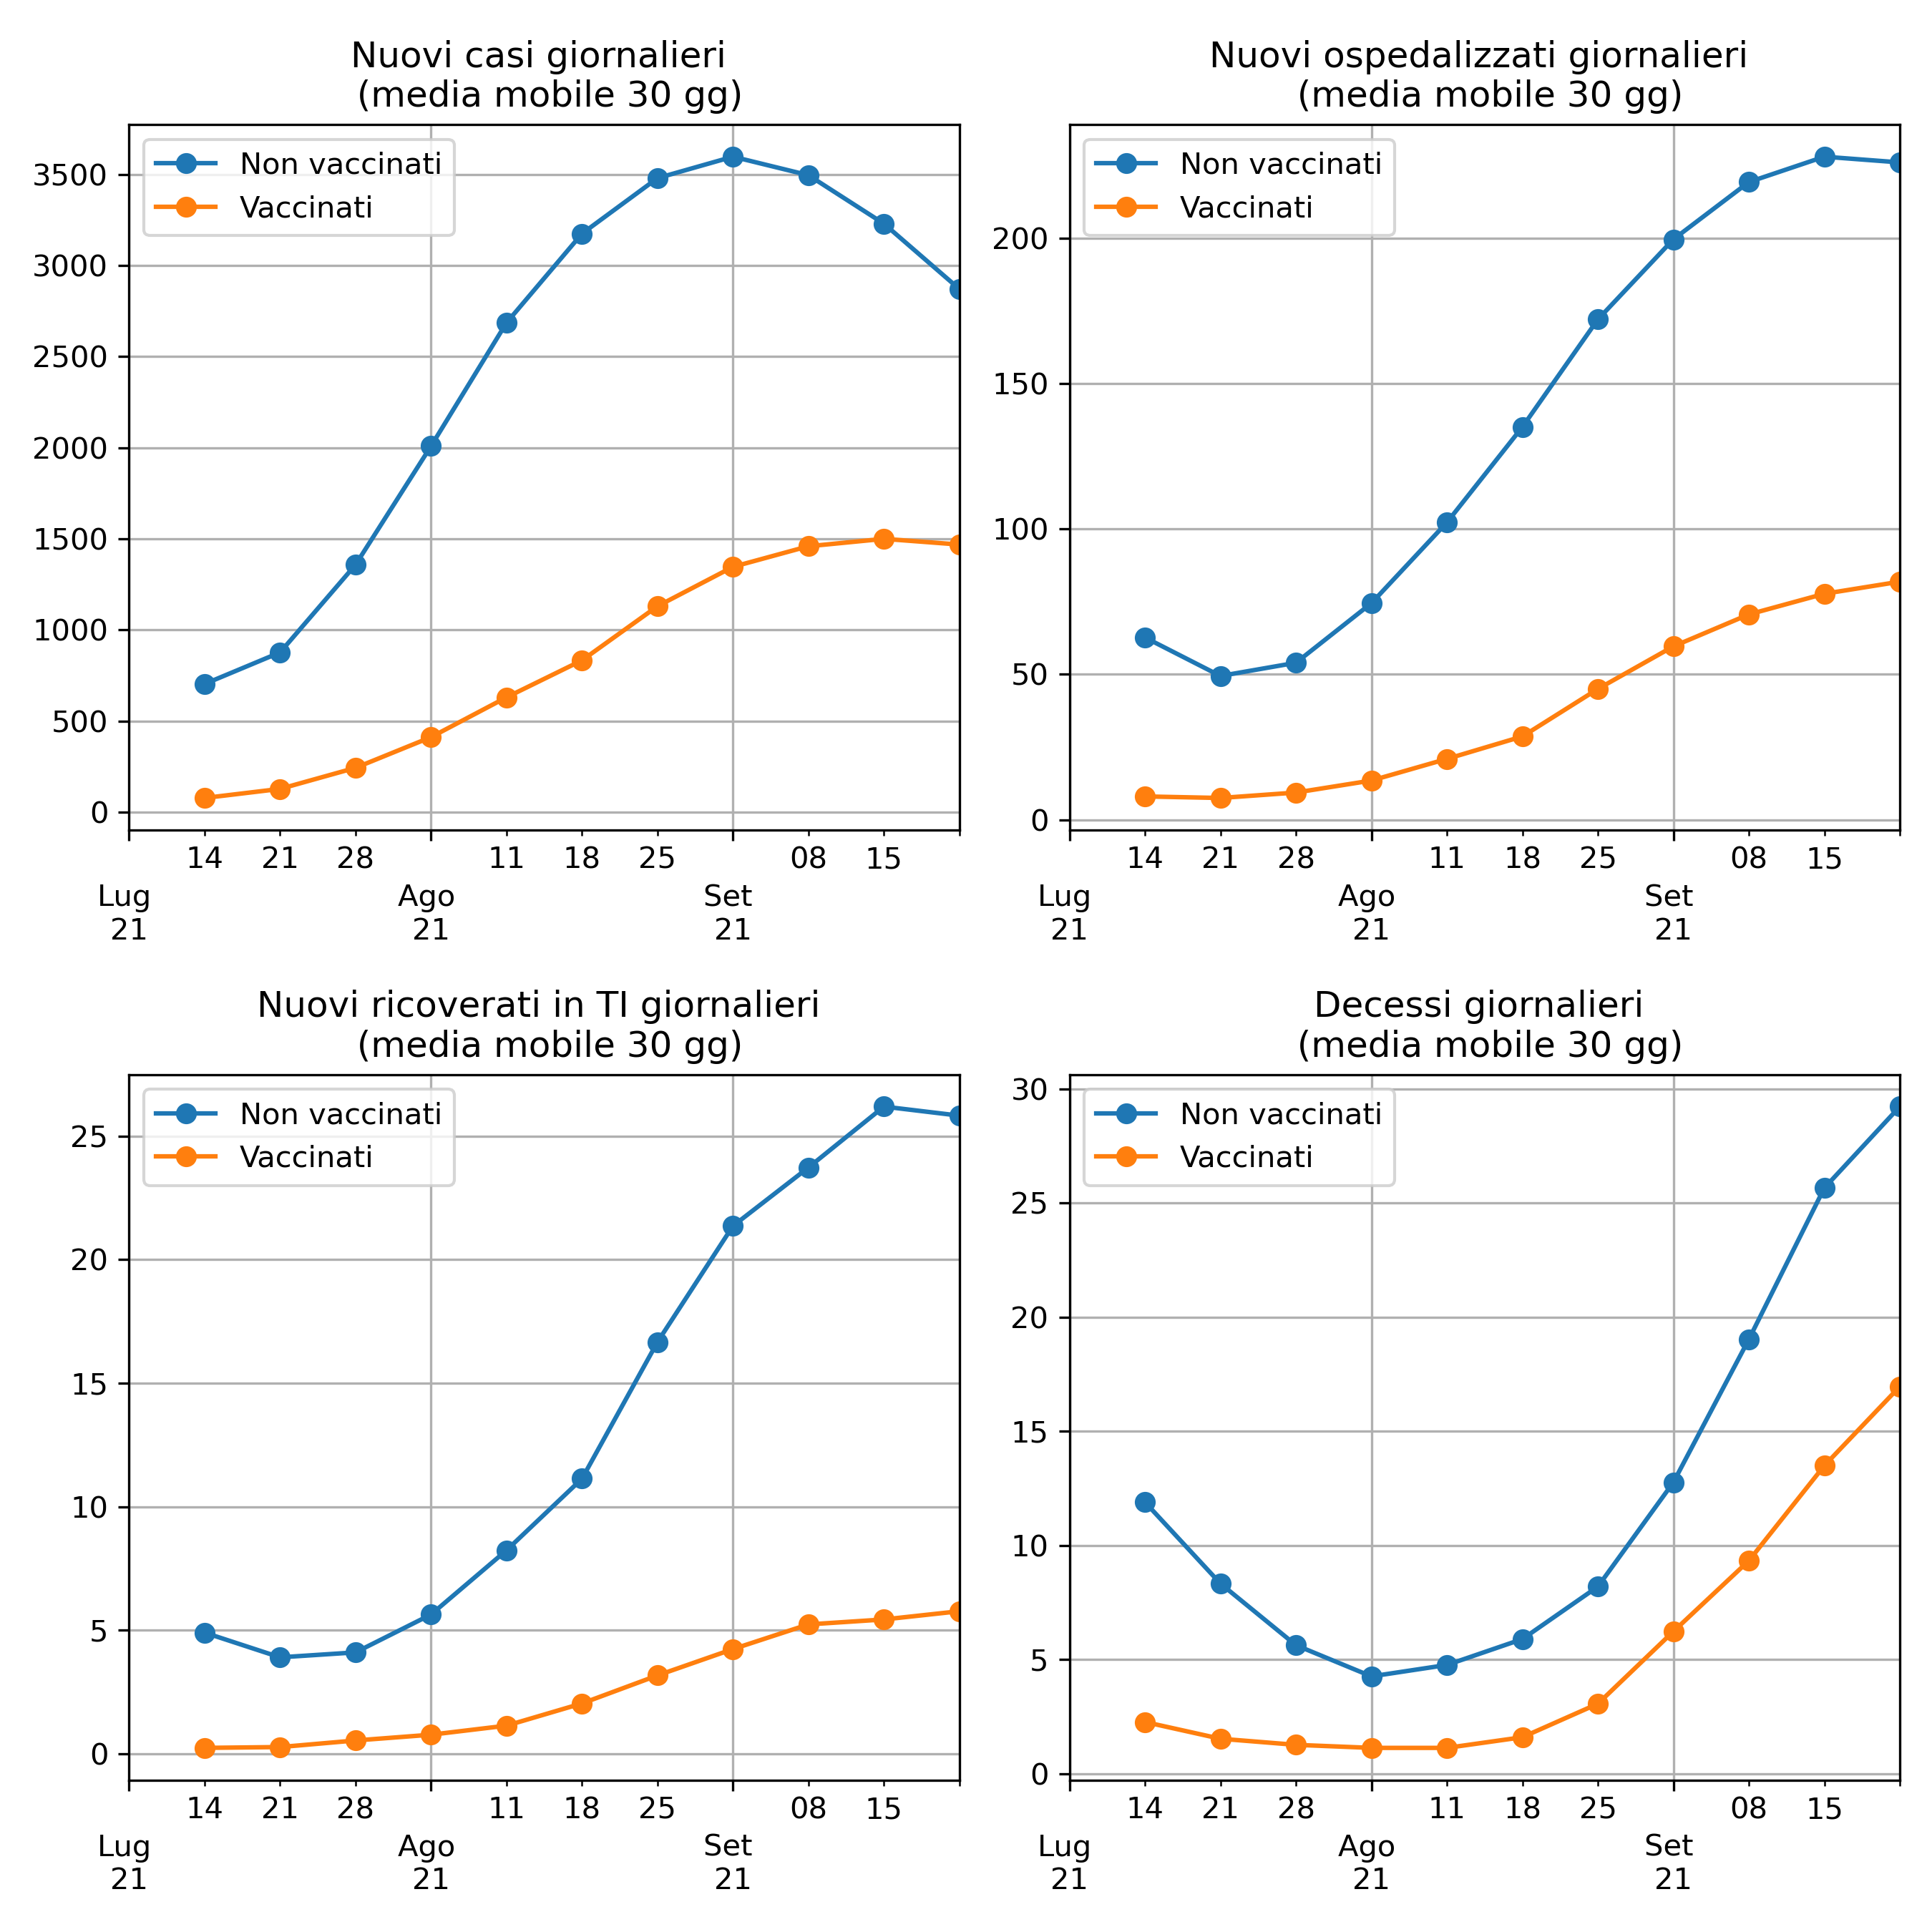 Nuovi casi giornalieri
(media mobile 30 gg)
Non vaccinati
Vaccinati
3500
3000
2500
2000
1500
1000
500
0
14 21 28 11 18 25 08 15
Lug Ago Set
21 21 21
Nuovi ospedalizzati giornalieri
(media mobile 30 gg)
Non vaccinati
Vaccinati
200
150
100
50
0
14 21 28 11 18 25 08 15
Lug Ago Set
21 21 21
Nuovi ricoverati in TI giornalieri
(media mobile 30 gg)
Non vaccinati
Vaccinati
25
20
15
10
5
0
14 21 28 11 18 25 08 15
Lug Ago Set
21 21 21
Decessi giornalieri
(media mobile 30 gg)
Non vaccinati
Vaccinati
30
25
20
15
10
5
0
14 21 28 11 18 25 08 15
Lug Ago Set
21 21 21